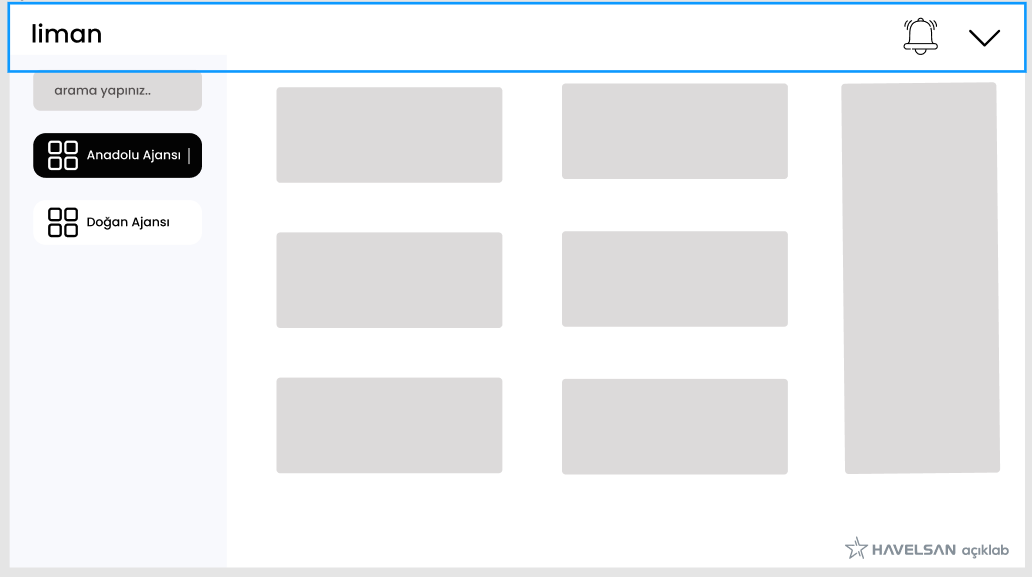 liman
arama yapınız..
Anadolu Ajansı
Doğan Ajansı
HAVELSAN açıklab